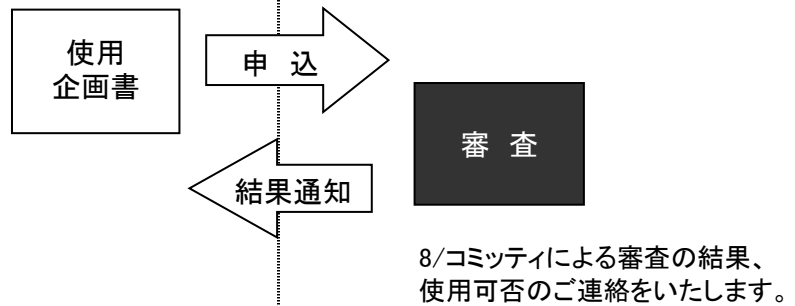 使用
企画書
申 込
審 査
結果通知
8/コミッティによる審査の結果、
使用可否のご連絡をいたします。